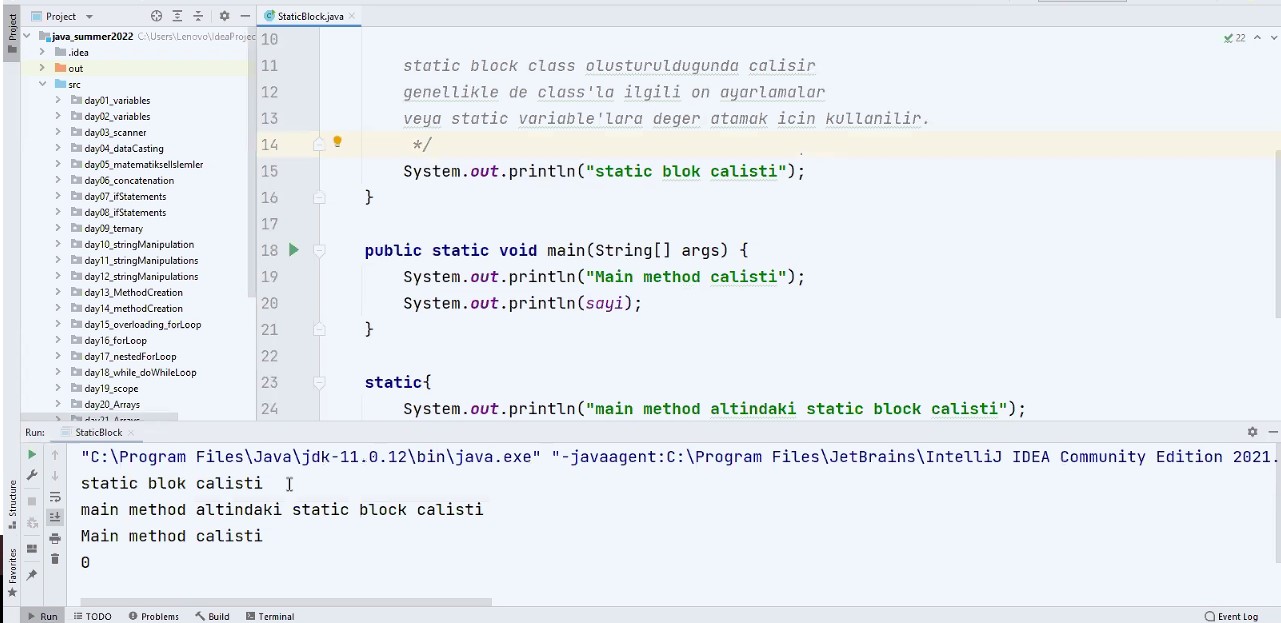 Project
StaticBlock.java
Project
java_summer2022 C:\Users\Lenovo\IdeaProjec
.idea
out
src
day01_variables
day02_variables
day03_scanner
day04_dataCasting
day05_matematikselIslemler
day06_concatenation
day07_ifStatements
day08_ifStatements
day09_ternary
day10_stringManipulation
day11_stringManipulations
day12_stringManipulations
day13_MethodCreation
day14_methodCreation
day15_overloading_forLoop
day16_forLoop
day17_nestedForLoop
day18_while_doWhileLoop
day19_scope
day20_Arrays
day21_Arrays
22
10
11 static block class olusturuldugunda calisir
12 genellikle de class'la ilgili on ayarlamalar
13 veya static variable'lara deger atamak icin kullanilir.
14 */
15 System.out.println("static blok calisti");
16 }
17
18 public static void main(String[] args) {
19 System.out.println("Main method calisti");
20 System.out.println(sayi);
21 }
22
23 static{
24 System.out.println("main method altindaki static block calisti");
Run: StaticBlock
"C:\Program Files\Java\jdk-11.0.12\bin\java.exe" "-javaagent:C:\Program Files\JetBrains\IntelliJ IDEA Community Edition 2021.
static blok calisti
main method altindaki static block calisti
Main method calisti
0
Structure
Favorites
Run TODO Problems Build Terminal Event Log